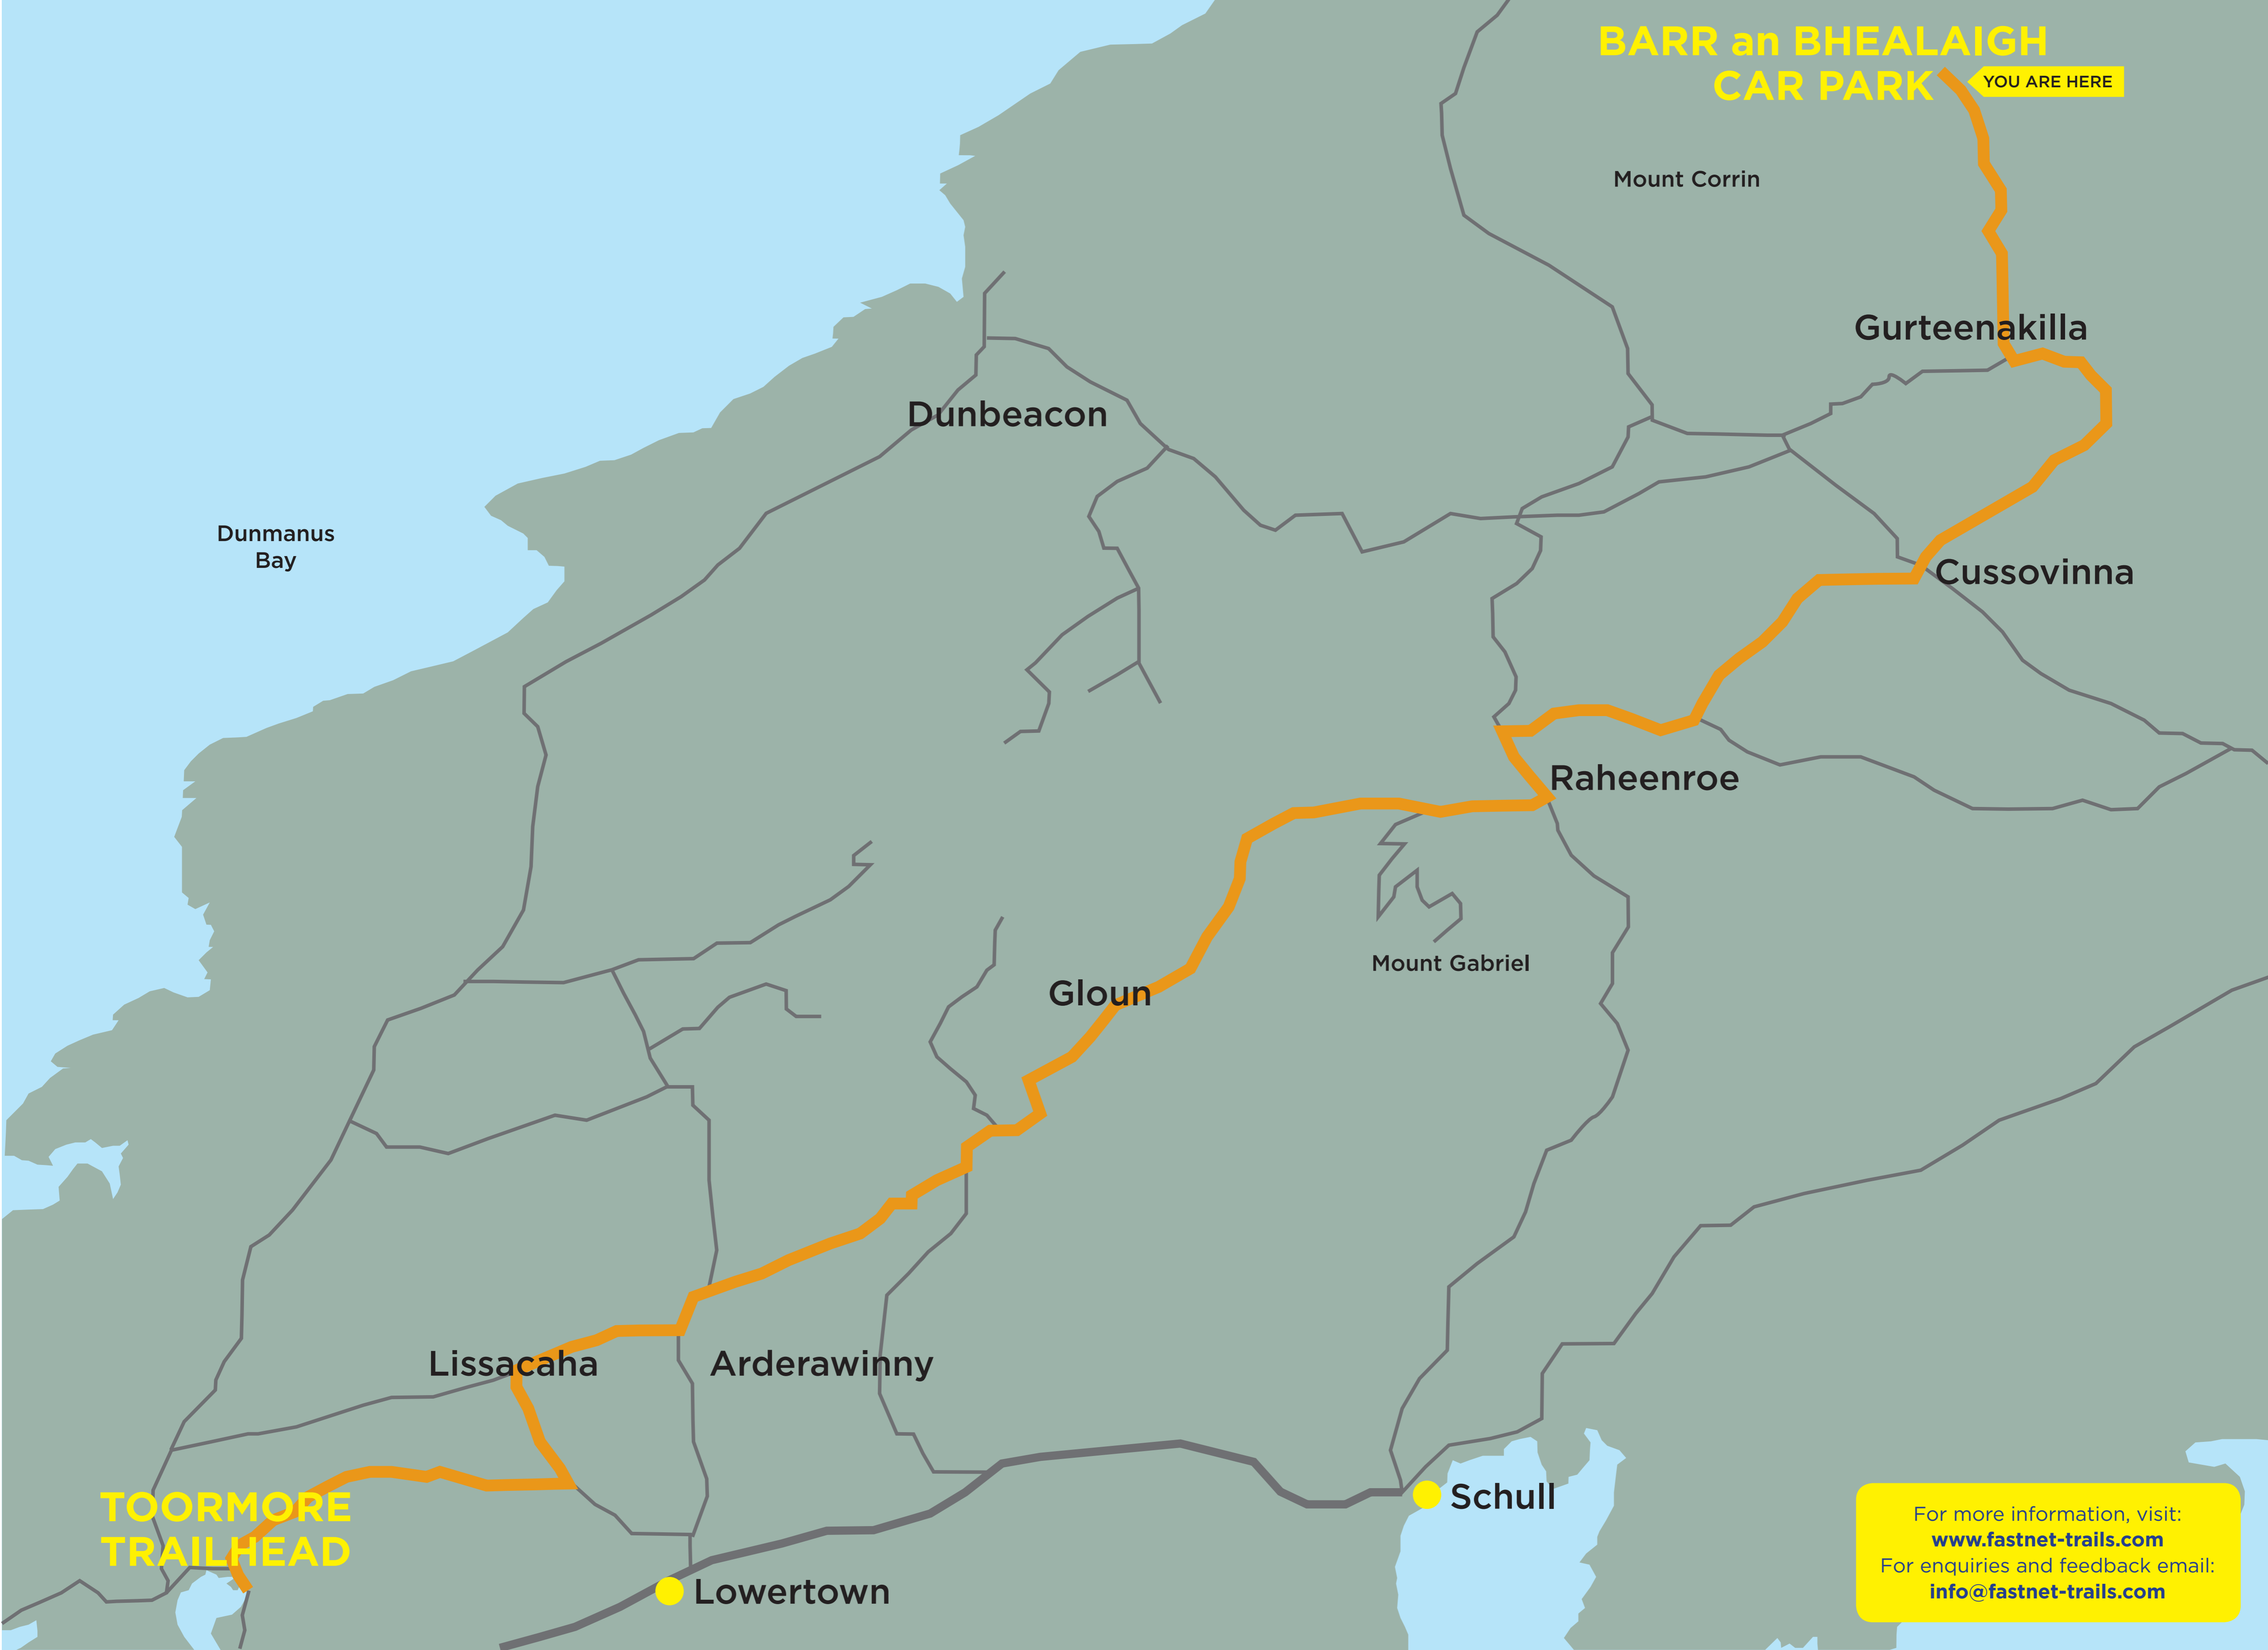 BARR an BHEALAIGH
CAR PARK
YOU ARE HERE
Mount Corrin
Gurteenakilla
Dunbeacon
Dunmanus
Bay
Cussovinna
Raheenroe
Mount Gabriel
Gloun
Lissacaha
Arderawinny
TOORMORE
TRAILHEAD
Schull
Lowertown
For more information, visit:
www.fastnet-trails.com
For enquiries and feedback email:
info@fastnet-trails.com